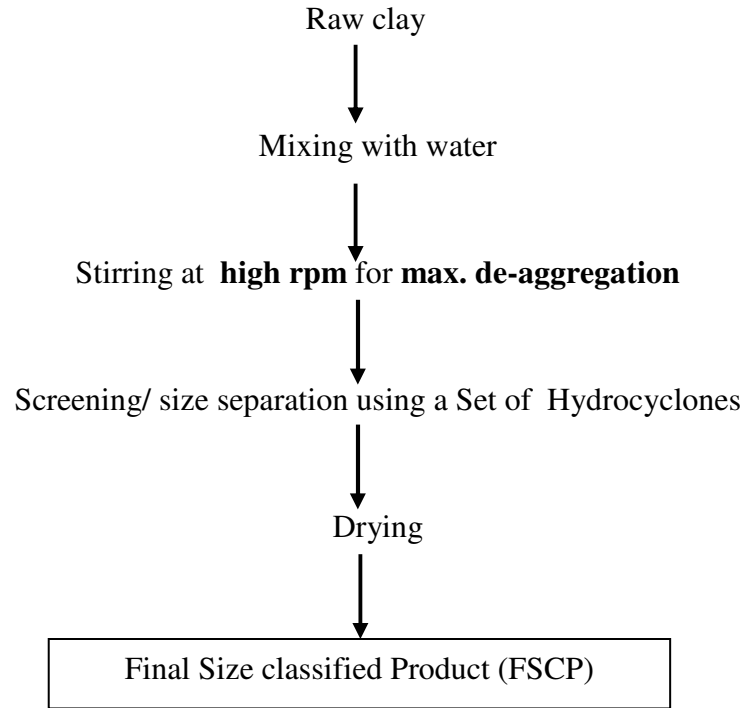 Raw clay
Mixing with water
Stirring at high rpm for max. de-aggregation
Screening/ size separation using a Set of Hydrocyclones
Drying
Final Size classified Product (FSCP)